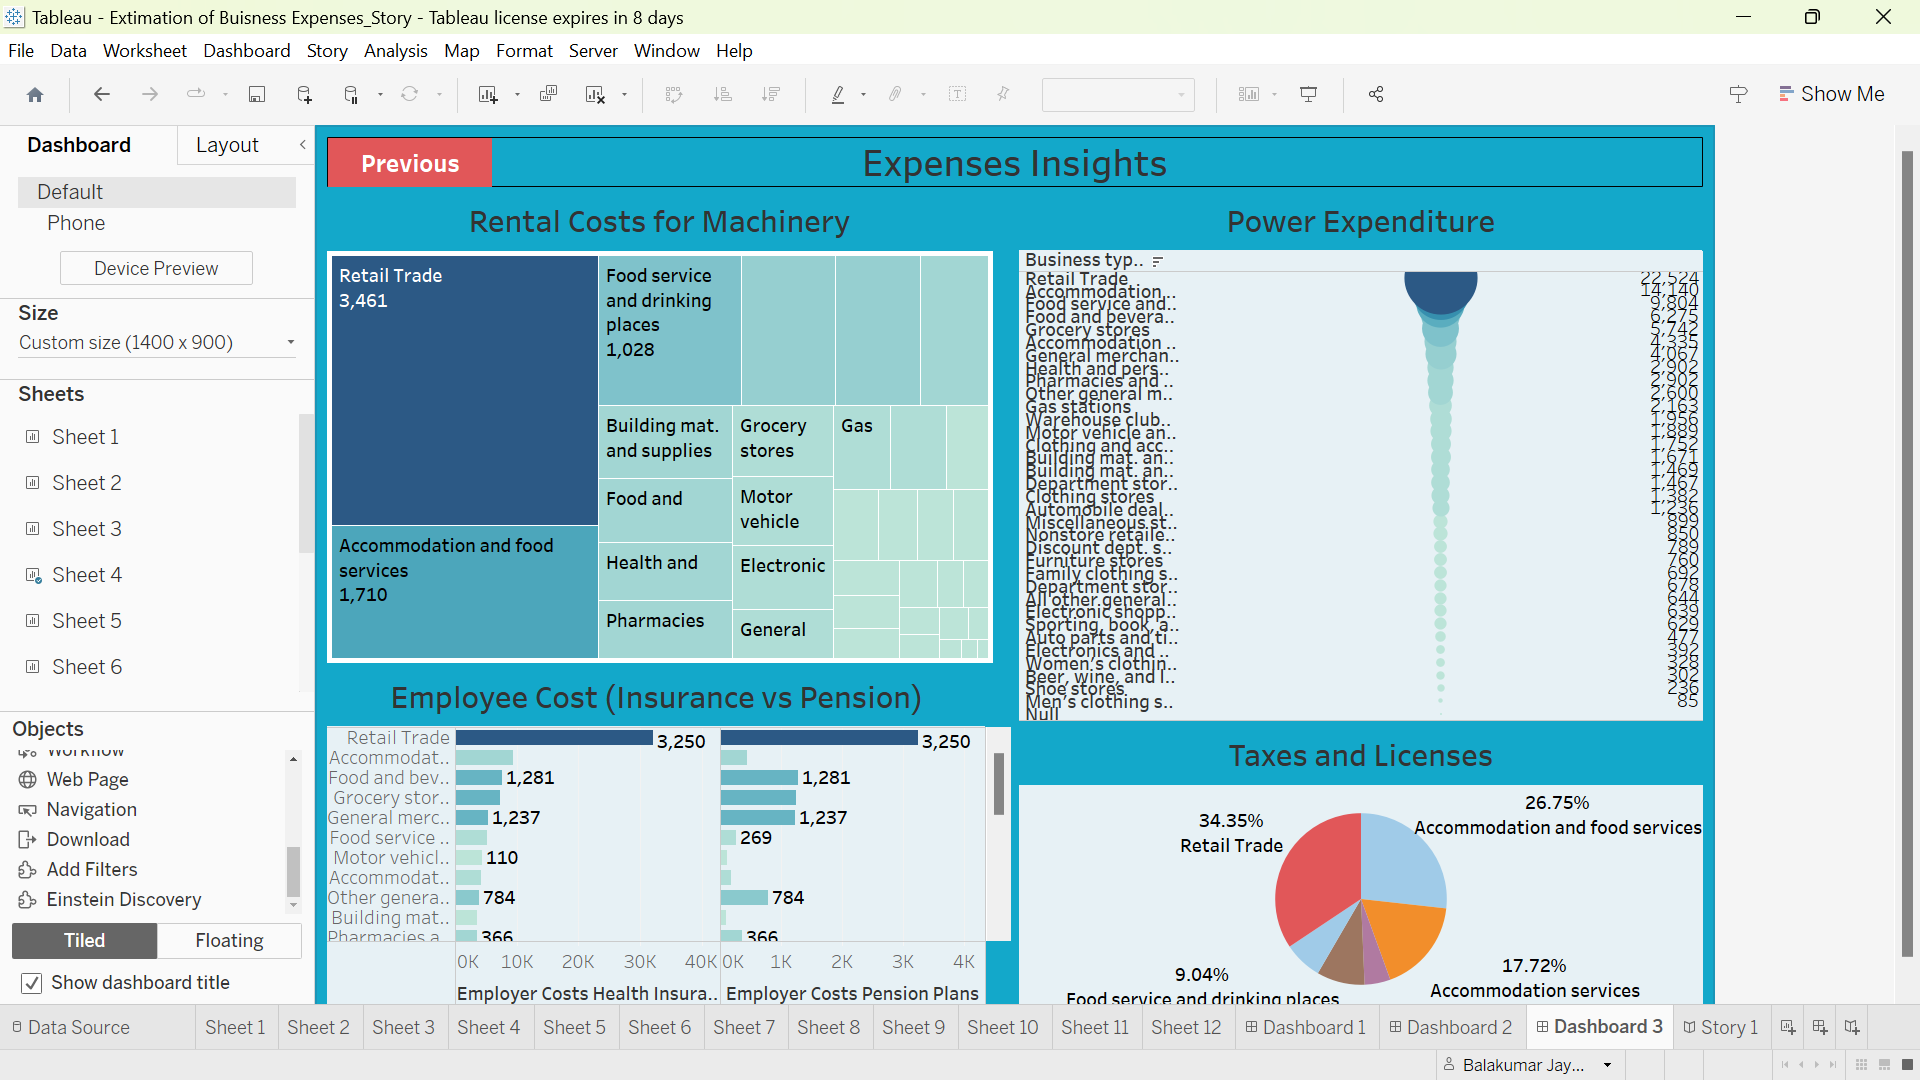 Tableau - Extimation of Buisness Expenses_Story - Tableau license expires in 8 days
File Data Worksheet Dashboard Story Analysis Map Format Server Window Help
Show Me
Dashboard
Layout
Default
Phone
Device Preview
Size
Custom size (1400 x 900)
Sheets
Sheet 1
Sheet 2
Sheet 3
Sheet 4
Sheet 5
Sheet 6
Objects
Workflow
Web Page
Navigation
Download
Add Filters
Einstein Discovery
Tiled
Floating
Show dashboard title
Previous
Expenses Insights
Rental Costs for Machinery
Retail Trade
3,461
Accommodation and food
services
1,710
Food service
and drinking
places
1,028
Building mat.
and supplies
Food and
Health and
Pharmacies
Grocery
stores
Motor
vehicle
Electronic
General
Gas
Power Expenditure
Business typ..
Retail Trade 22,524
Accommodation .. 14,140
Food service and.. 9,804
Food and bevera.. 6,275
Grocery stores 5,742
Accommodation .. 4,335
General merchan.. 4,067
Health and pers.. 2,902
Pharmacies and .. 2,902
Other general m.. 2,600
Gas stations 2,163
Warehouse club.. 1,956
Motor vehicle an.. 1,889
Clothing and acc.. 1,752
Building mat. an.. 1,671
Building mat. an.. 1,469
Department stor.. 1,467
Clothing stores 1,382
Automobile deal.. 1,236
Miscellaneous st.. 899
Nonstore retaile.. 850
Discount dept. s.. 789
Furniture stores 760
Family clothing s.. 692
Department stor.. 678
All other general.. 644
Electronic shopp.. 639
Sporting, book, a.. 629
Auto parts and ti.. 477
Electronics and .. 392
Women's clothin.. 328
Beer, wine, and l.. 302
Shoe stores 236
Men's clothing s.. 85
Null
Employee Cost (Insurance vs Pension)
Retail Trade 3,250 3,250
Accommodat..
Food and bev.. 1,281 1,281
Grocery stor..
General merc.. 1,237 1,237
Food service .. 269
Motor vehicl.. 110
Accommodat..
Other genera.. 784 784
Building mat..
Pharmacies a.. 366 366
0K 10K 20K 30K 40K 0K 1K 2K 3K 4K
Employer Costs Health Insura.. Employer Costs Pension Plans
Taxes and Licenses
26.75%
Accommodation and food services
34.35%
Retail Trade
17.72%
Accommodation services
9.04%
Food service and drinking places
Data Source Sheet 1 Sheet 2 Sheet 3 Sheet 4 Sheet 5 Sheet 6 Sheet 7 Sheet 8 Sheet 9 Sheet 10 Sheet 11 Sheet 12 Dashboard 1 Dashboard 2 Dashboard 3 Story 1
Balakumar Jay...